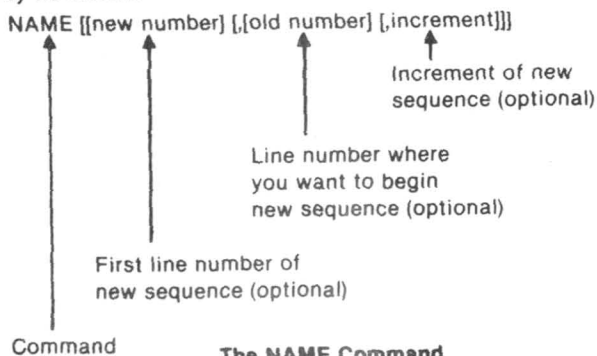 NAME [[new number] [,[old number] [,increment]]]
Increment of new
sequence (optional)
Line number where
you want to begin
new sequence (optional)
First line number of
new sequence (optional)
Command
The NAME Command